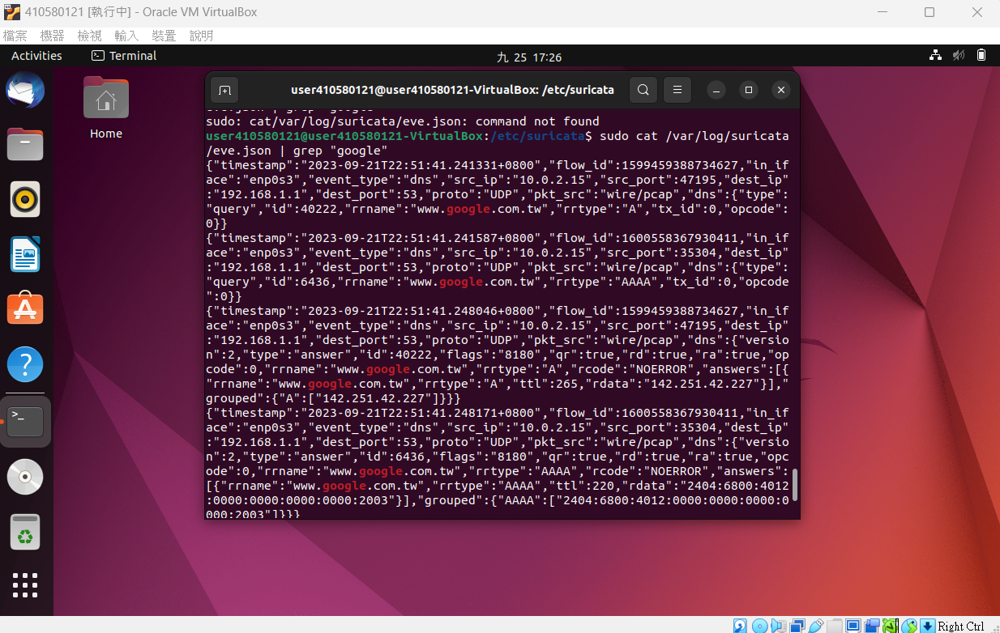 410580121 [執行中] - Oracle VM VirtualBox
檔案 機器 檢視 輸入 裝置 說明
Activities Terminal 九 25 17:26
Home
user410580121@user410580121-VirtualBox: /etc/suricata
eve.json | grep "google"
sudo: cat/var/log/suricata/eve.json: command not found
user410580121@user410580121-VirtualBox:/etc/suricata$ sudo cat /var/log/suricata
/eve.json | grep "google"
{"timestamp":"2023-09-21T22:51:41.241331+0800","flow_id":1599459388734627,"in_if
ace":"enp0s3","event_type":"dns","src_ip":"10.0.2.15","src_port":47195,"dest_ip"
:"192.168.1.1","dest_port":53,"proto":"UDP","pkt_src":"wire/pcap","dns":{"type":
"query","id":40222,"rrname":"www.google.com.tw","rrtype":"A","tx_id":0,"opcode":
0}}
{"timestamp":"2023-09-21T22:51:41.241587+0800","flow_id":1600558367930411,"in_if
ace":"enp0s3","event_type":"dns","src_ip":"10.0.2.15","src_port":35304,"dest_ip"
:"192.168.1.1","dest_port":53,"proto":"UDP","pkt_src":"wire/pcap","dns":{"type":
"query","id":6436,"rrname":"www.google.com.tw","rrtype":"AAAA","tx_id":0,"opcode
":0}}
{"timestamp":"2023-09-21T22:51:41.248046+0800","flow_id":1599459388734627,"in_if
ace":"enp0s3","event_type":"dns","src_ip":"10.0.2.15","src_port":47195,"dest_ip"
:"192.168.1.1","dest_port":53,"proto":"UDP","pkt_src":"wire/pcap","dns":{"versio
n":2,"type":"answer","id":40222,"flags":"8180","qr":true,"rd":true,"ra":true,"op
code":0,"rrname":"www.google.com.tw","rrtype":"A","rcode":"NOERROR","answers":[{
"rrname":"www.google.com.tw","rrtype":"A","ttl":265,"rdata":"142.251.42.227"}],"
grouped":{"A":["142.251.42.227"]}}}
{"timestamp":"2023-09-21T22:51:41.248171+0800","flow_id":1600558367930411,"in_if
ace":"enp0s3","event_type":"dns","src_ip":"10.0.2.15","src_port":35304,"dest_ip"
:"192.168.1.1","dest_port":53,"proto":"UDP","pkt_src":"wire/pcap","dns":{"versio
n":2,"type":"answer","id":6436,"flags":"8180","qr":true,"rd":true,"ra":true,"opc
ode":0,"rrname":"www.google.com.tw","rrtype":"AAAA","rcode":"NOERROR","answers":
[{"rrname":"www.google.com.tw","rrtype":"AAAA","ttl":220,"rdata":"2404:6800:4012
:0000:0000:0000:0000:2003"}],"grouped":{"AAAA":["2404:6800:4012:0000:0000:0000:0
000:2003"]}}}
Right Ctrl